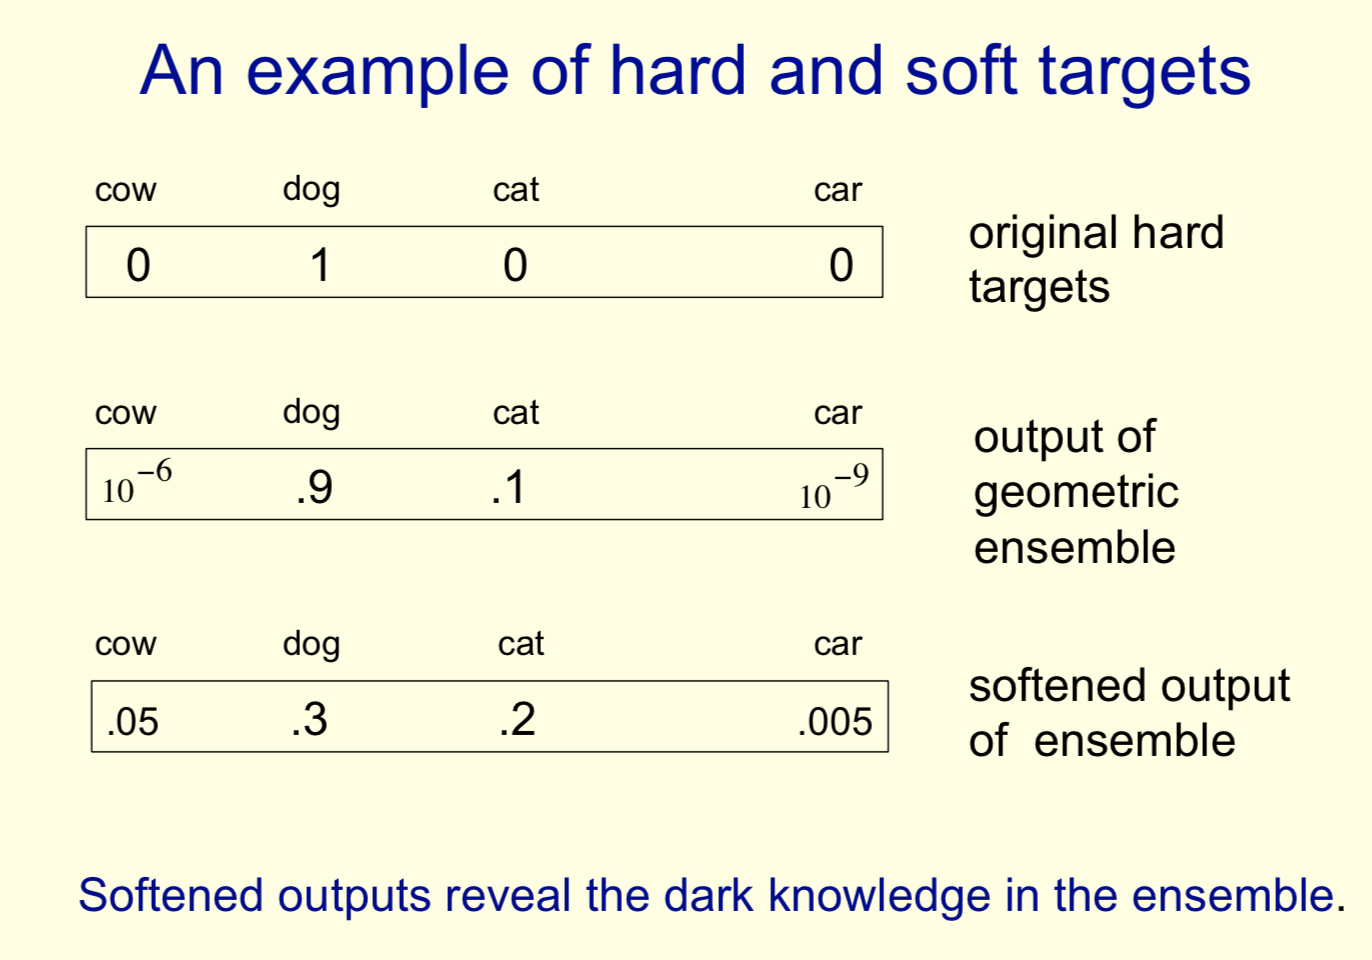 An example of hard and soft targets
cow dog cat car
0 1 0 0
original hard
targets
cow dog cat car
10⁻⁶ .9 .1 10⁻⁹
output of
geometric
ensemble
cow dog cat car
.05 .3 .2 .005
softened output
of ensemble
Softened outputs reveal the dark knowledge in the ensemble.